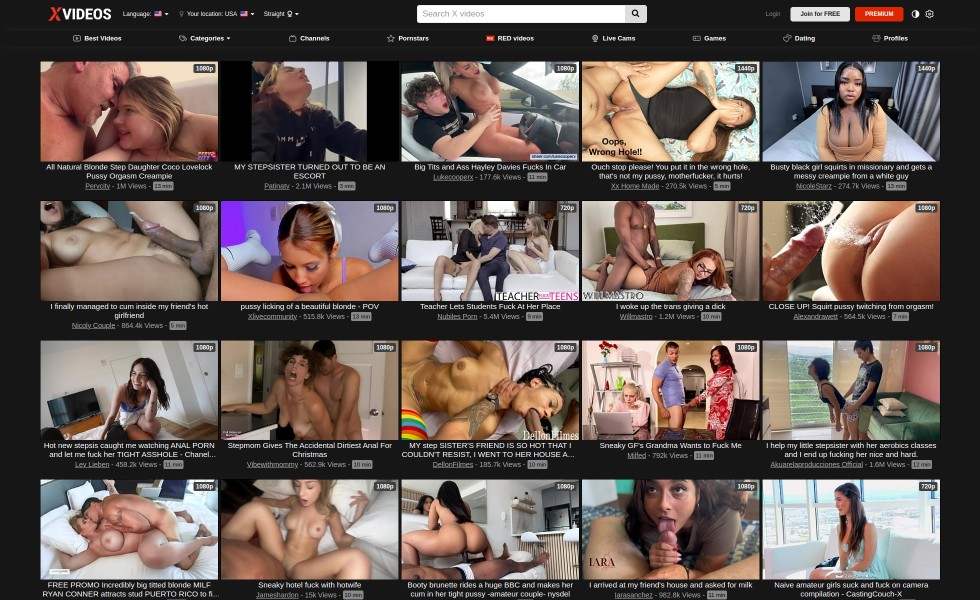 XVIDEOS
Language:
Your location: USA
Straight
Search X videos
Login
Join for FREE
PREMIUM
Best Videos
Categories
Channels
Pornstars
RED videos
Live Cams
Games
Dating
Profiles
1080p
1080p
1440p
Oops,
Wrong Hole!!
1440p
All Natural Blonde Step Daughter Coco Lovelock
Pussy Orgasm Creampie
Pervcity - 1M Views - 13 min
MY STEPSISTER TURNED OUT TO BE AN
ESCORT
Patinatv - 2.1M Views - 3 min
Big Tits and Ass Hayley Davies Fucks In Car
Lukecooperx - 177.6k Views - 11 min
Ouch stop please! You put it in the wrong hole,
that's not my pussy, motherfucker, it hurts!
Xx Home Made - 270.5k Views - 5 min
Busty black girl squirts in missionary and gets a
messy creampie from a white guy
NicoleStarz - 274.7k Views - 13 min
1080p
1080p
720p
TEACHER
TEENS
720p
WILLMASTRO
1080p
I finally managed to cum inside my friend's hot
girlfriend
Nicoly Couple - 864.4k Views - 5 min
pussy licking of a beautiful blonde - POV
Xlivecommunity - 515.8k Views - 13 min
Teacher Lets Students Fuck At Her Place
Nubiles Porn - 5.4M Views - 9 min
I woke up the trans giving a dick
Willmastro - 1.2M Views - 10 min
CLOSE UP! Squirt pussy twitching from orgasm!
Alexandrawett - 564.5k Views - 7 min
1080p
1080p
1080p
DellonFilmes
1080p
1080p
Hot new stepsis caught me watching ANAL PORN
and let me fuck her TIGHT ASSHOLE - Chanel...
Lev Lieben - 458.2k Views - 11 min
Stepmom Gives The Accidental Dirtiest Anal For
Christmas
Vibewithmommy - 562.9k Views - 10 min
MY step SISTER'S FRIEND IS SO HOT THAT I
COULDN'T RESIST, I WENT TO HER HOUSE A...
DellonFilmes - 185.7k Views - 10 min
Sneaky GF's Grandma Wants to Fuck Me
Milfed - 792k Views - 11 min
I help my little stepsister with her aerobics classes
and I end up fucking her nice and hard.
Akuarelaproducciones Official - 1.6M Views - 12 min
1080p
1080p
1080p
1080p
IARA
720p
FREE PROMO Incredibly big titted blonde MILF
RYAN CONNER attracts stud PUERTO RICO to fi...
Sneaky hotel fuck with hotwife
Jameshardon - 15k Views - 10 min
Booty brunette rides a huge BBC and makes her
cum in her tight pussy -amateur couple- nysdel
I arrived at my friend's house and asked for milk
Iarasanchez - 982.8k Views - 11 min
Naive amateur girls suck and fuck on camera
compilation - CastingCouch-X